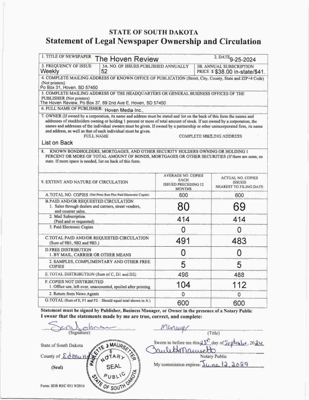 STATE OF SOUTH DAKOTA
Statement of Legal Newspaper Ownership and Circulation
1. TITLE OF NEWSPAPER The Hoven Review 2. DATE 9-25-2024
3. FREQUENCY OF ISSUE 3A. NO. OF ISSUES PUBLISHED ANNUALLY 3B. ANNUAL SUBSCRIPTION
Weekly 52 PRICE $ $38.00 in-state/$41.
4. COMPLETE MAILING ADDRESS OF KNOWN OFFICE OF PUBLICATION (Street, City, County, State and ZIP+4 Code)
(Not printers)
Po Box 37, Hoven, SD 57450
5. COMPLETE MAILING ADDRESS OF THE HEADQUARTERS OR GENERAL BUSINESS OFFICES OF THE
PUBLISHER (Not printers)
The Hoven Review, Po Box 37, 89 2nd Ave E, Hoven, SD 57450
6. FULL NAME OF PUBLISHER: Hoven Media Inc.,
7. OWNER (If owned by a corporation, its name and address must be stated and list on the back of this form the names and
addresses of stockholders owning or holding 1 percent or more of total amount of stock. If not owned by a corporation, the
names and addresses of the individual owners must be given. If owned by a partnership or other unincorporated firm, its name
and address, as well as that of each individual must be given.
FULL NAME COMPLETE MAILING ADDRESS
List on Back
8. KNOWN BONDHOLDERS, MORTGAGEES, AND OTHER SECURITY HOLDERS OWNING OR HOLDING 1
PERCENT OR MORE OF TOTAL AMOUNT OF BONDS, MORTGAGES OR OTHER SECURITIES (If there are none, so
state. If more space is needed, list on back of this form.
9. EXTENT AND NATURE OF CIRCULATION
AVERAGE NO. COPIES
EACH
ISSUED PRECEDING 12
MONTHS
ACTUAL NO. COPIES
ISSUED
NEAREST TO FILING DATE:
A. TOTAL NO. COPIES 600 600
B. PAID AND/OR REQUESTED CIRCULATION
1. Sales through dealers and carriers, street vendors,
and counter sales. 80 69
2. Mail Subscription
(Paid and or requested) 414 414
3. Paid Electronic Copies 0 0
C. TOTAL PAID AND/OR REQUESTED CIRCULATION
(Sum of 9B1, 9B2 and 9B3.) 491 483
D. FREE DISTRIBUTION
1. BY MAIL, CARRIER OR OTHER MEANS 0 0
2. SAMPLES, COMPLIMENTARY AND OTHER FREE
COPIES 5 5
E. TOTAL DISTRIBUTION (Sum of C, D1 and D2) 496 488
F. COPIES NOT DISTRIBUTED
1. Office use, left over, unaccounted, spoiled after printing 104 112
2. Return from News Agents 0 0
G. TOTAL (Sum of E, F1 and F2 - Should equal total shown in A.) 600 600
Statement must be signed by Publisher, Business Manager, or Owner in the presence of a Notary Public
I swear that the statements made by me are true, correct, and complete:
Manager
(Signature) (Title)
State of South Dakota Sworn to before me this 25 day of September, 2024
County of Notary Public
(Seal) My commission expires: June 12, 2029
NOTARY
SEAL
PUBLIC
STATE OF SOUTH DAKOTA
Form: SDB REC 051 9/2016